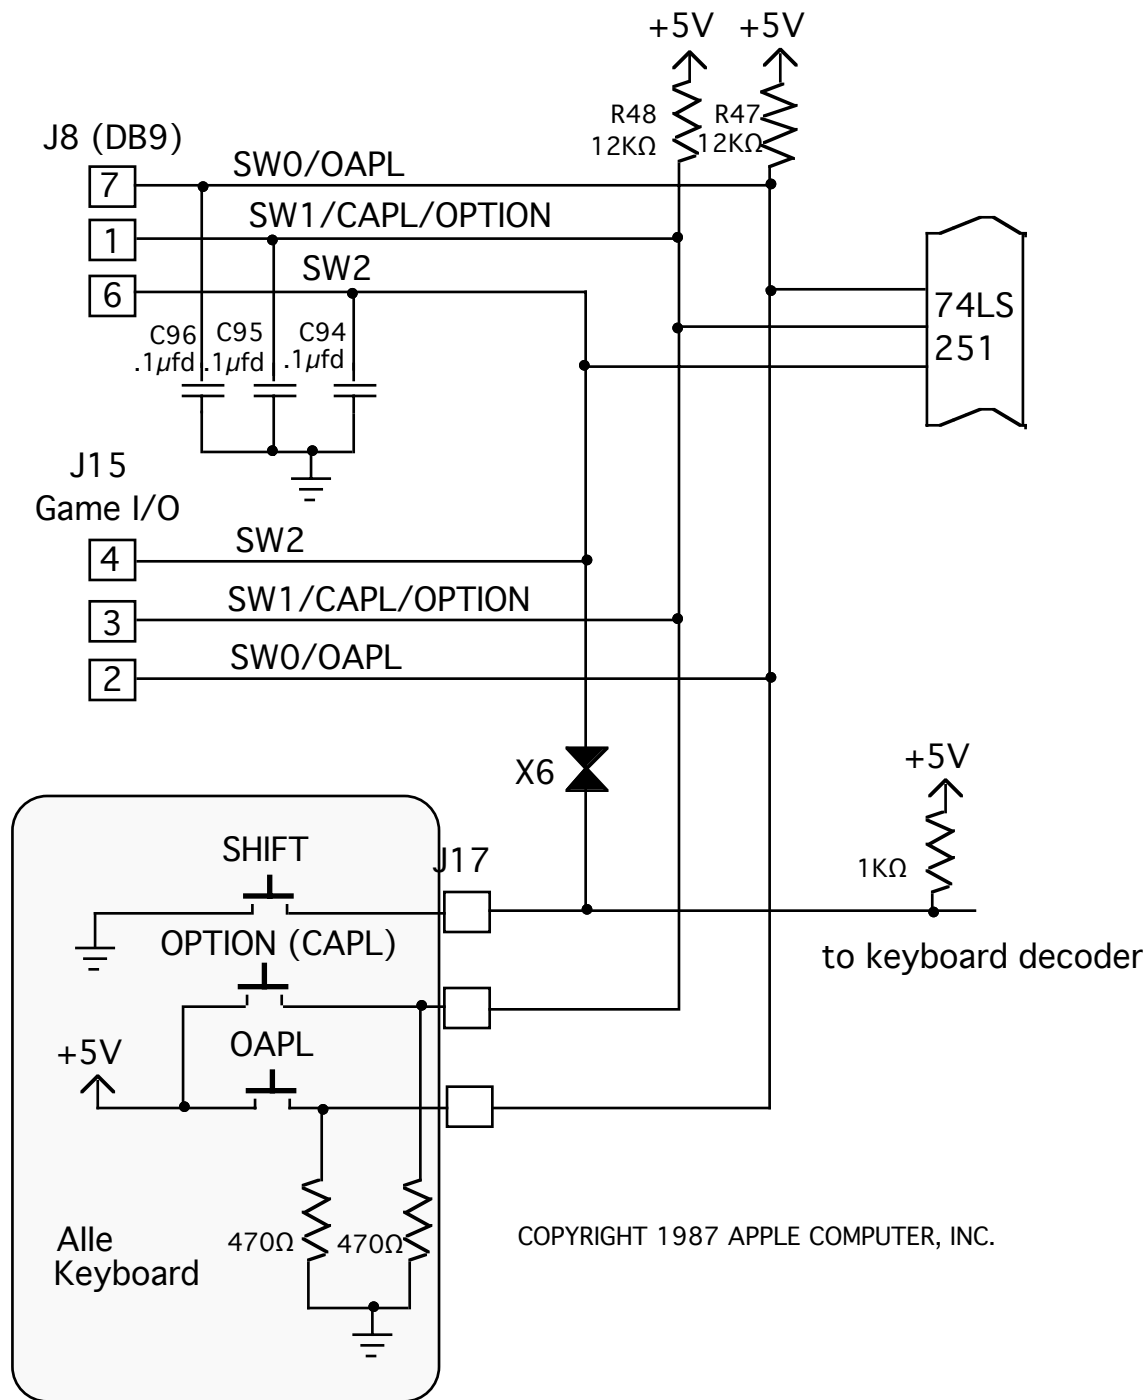 +5V +5V
R48 R47
12KΩ 12KΩ
J8 (DB9)
7 SW0/OAPL
1 SW1/CAPL/OPTION
6 SW2
74LS
251
C96 C95 C94
.1µfd .1µfd .1µfd
J15
Game I/O
4 SW2
3 SW1/CAPL/OPTION
2 SW0/OAPL
X6
+5V
1KΩ
SHIFT
J17
to keyboard decoder
OPTION (CAPL)
OAPL
+5V
470Ω 470Ω
AIIe
Keyboard
COPYRIGHT 1987 APPLE COMPUTER, INC.